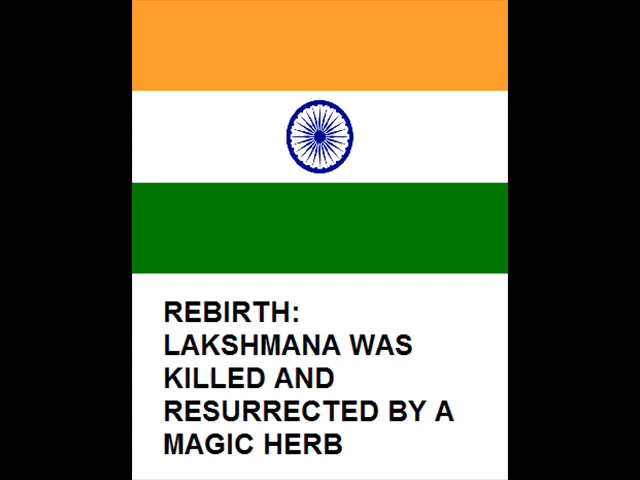 REBIRTH:
LAKSHMANA WAS
KILLED AND
RESURRECTED BY A
MAGIC HERB